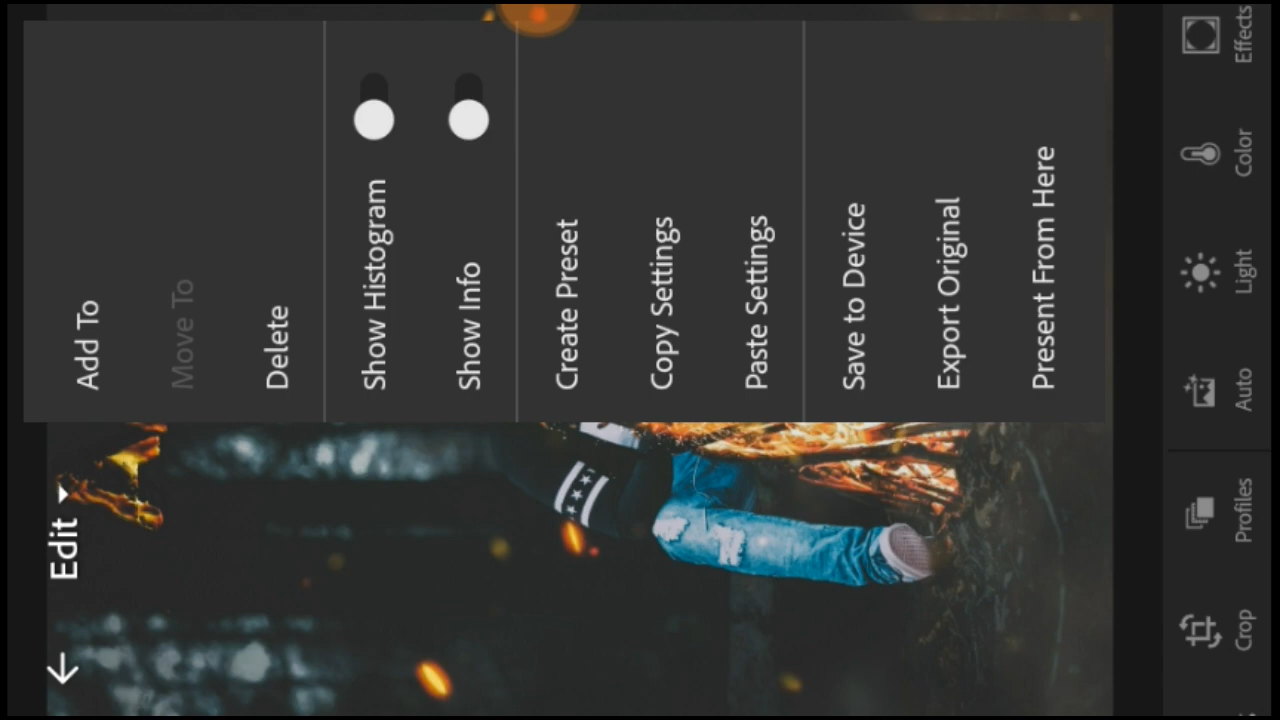 Edit
Add To
Move To
Delete
Show Histogram
Show Info
Create Preset
Copy Settings
Paste Settings
Save to Device
Export Original
Present From Here
Crop
Profiles
Auto
Light
Color
Effects